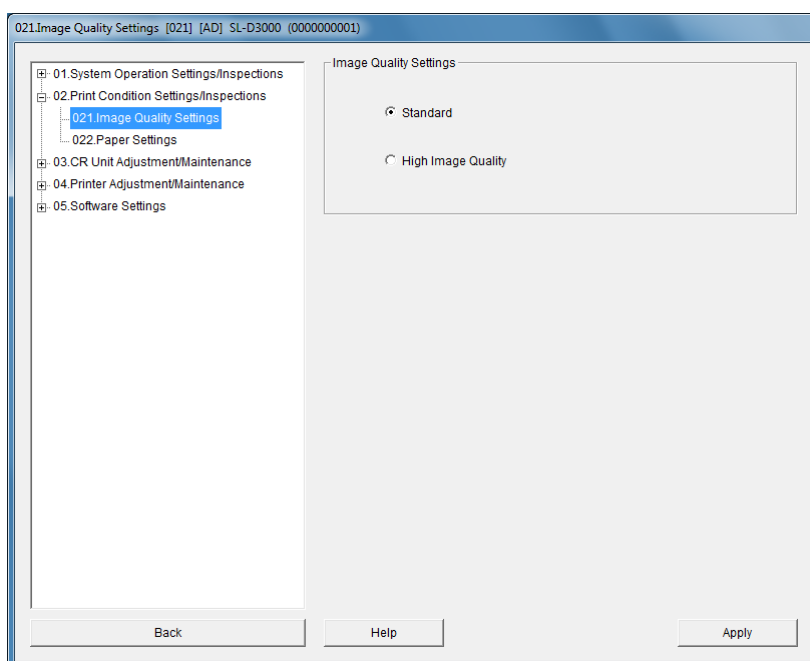 021.Image Quality Settings [021] [AD] SL-D3000 (0000000001)
01.System Operation Settings/Inspections
02.Print Condition Settings/Inspections
021.Image Quality Settings
022.Paper Settings
03.CR Unit Adjustment/Maintenance
04.Printer Adjustment/Maintenance
05.Software Settings
Image Quality Settings
Standard
High Image Quality
Back
Help
Apply